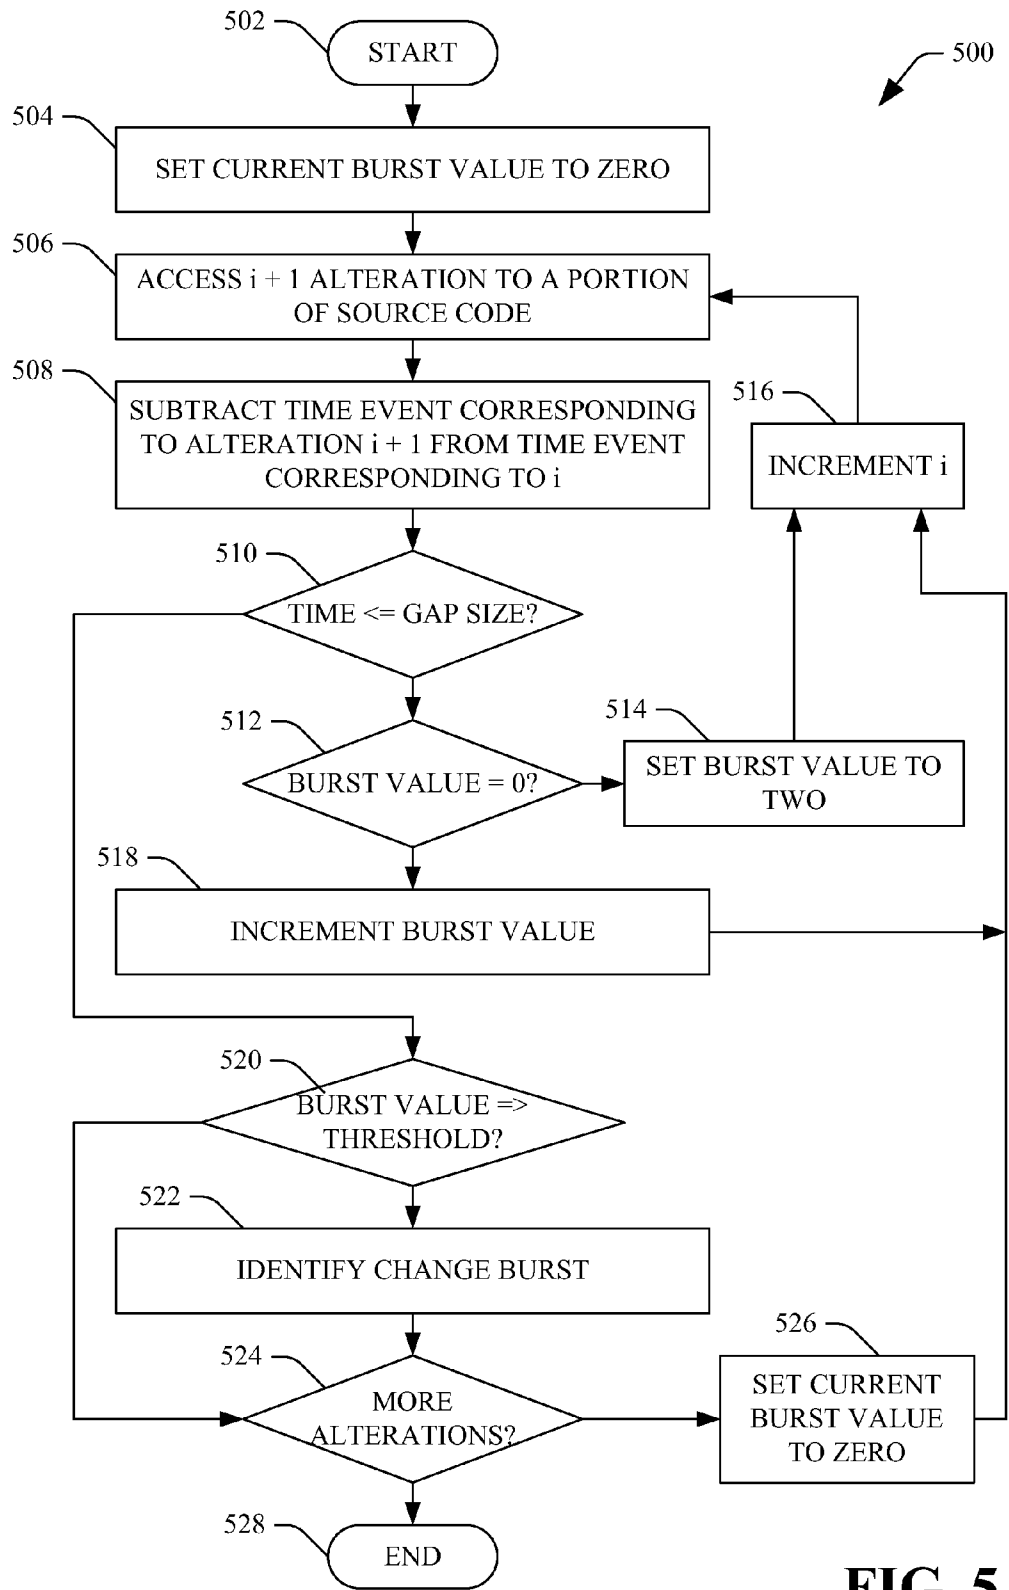 502
START
500
504
SET CURRENT BURST VALUE TO ZERO
506
ACCESS i + 1 ALTERATION TO A PORTION
OF SOURCE CODE
508
SUBTRACT TIME EVENT CORRESPONDING
TO ALTERATION i + 1 FROM TIME EVENT
CORRESPONDING TO i
516
INCREMENT i
510
TIME <= GAP SIZE?
512
BURST VALUE = 0?
514
SET BURST VALUE TO
TWO
518
INCREMENT BURST VALUE
520
BURST VALUE =>
THRESHOLD?
522
IDENTIFY CHANGE BURST
524
MORE
ALTERATIONS?
526
SET CURRENT
BURST VALUE
TO ZERO
528
END
FIG. 5